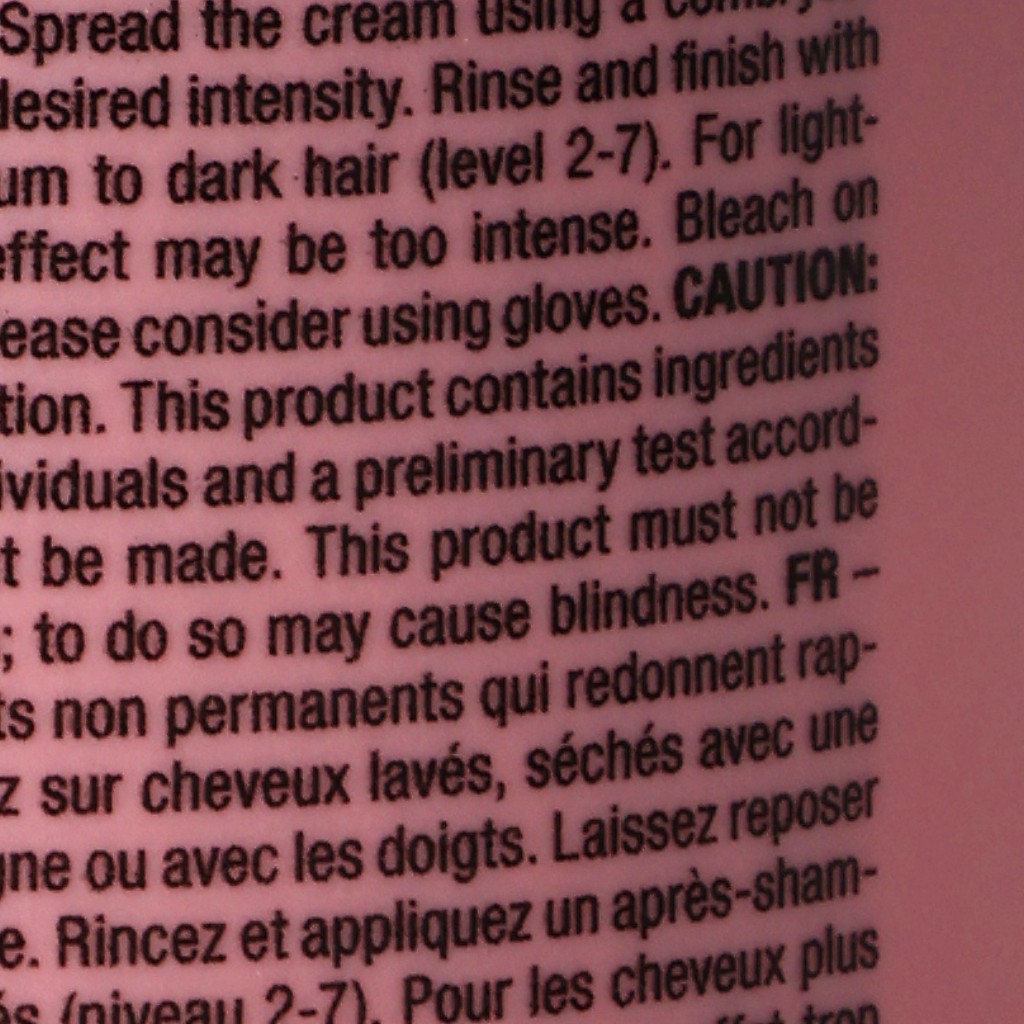 Spread the cream using a
desired intensity. Rinse and finish with
um to dark hair (level 2-7). For light-
effect may be too intense. Bleach on
ease consider using gloves. CAUTION:
tion. This product contains ingredients
ividuals and a preliminary test accord-
t be made. This product must not be
; to do so may cause blindness. FR –
ts non permanents qui redonnent rap-
z sur cheveux lavés, séchés avec une
gne ou avec les doigts. Laissez reposer
e. Rincez et appliquez un après-sham-
és (niveau 2-7). Pour les cheveux plus